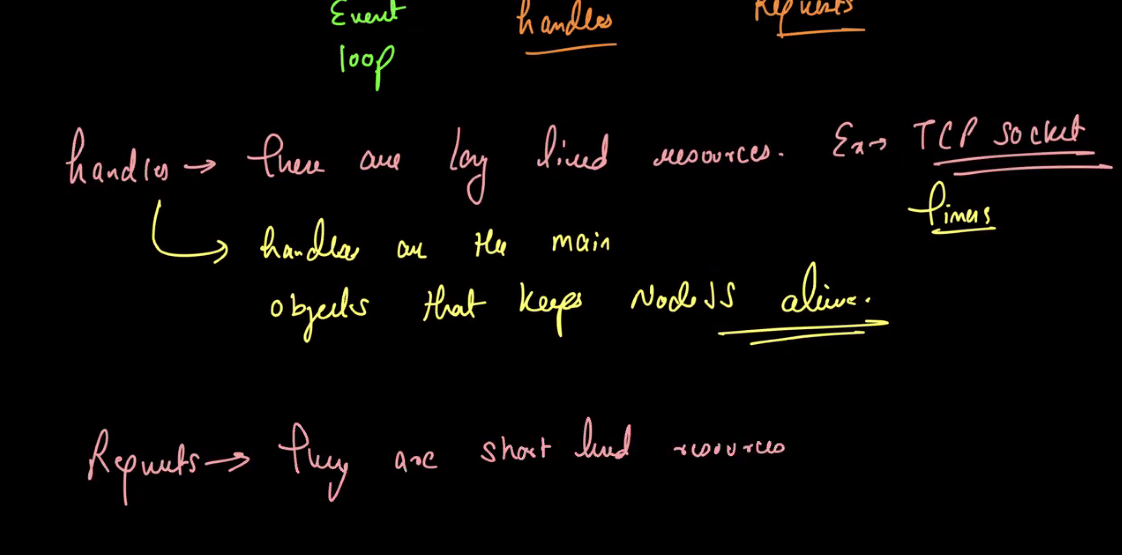 Event handles Requests
loop
handles → there are long lived resources. Ex→ TCP socket
timers
handles are the main
objects that keeps NodeJS alive.
Requests → they are short lived resources